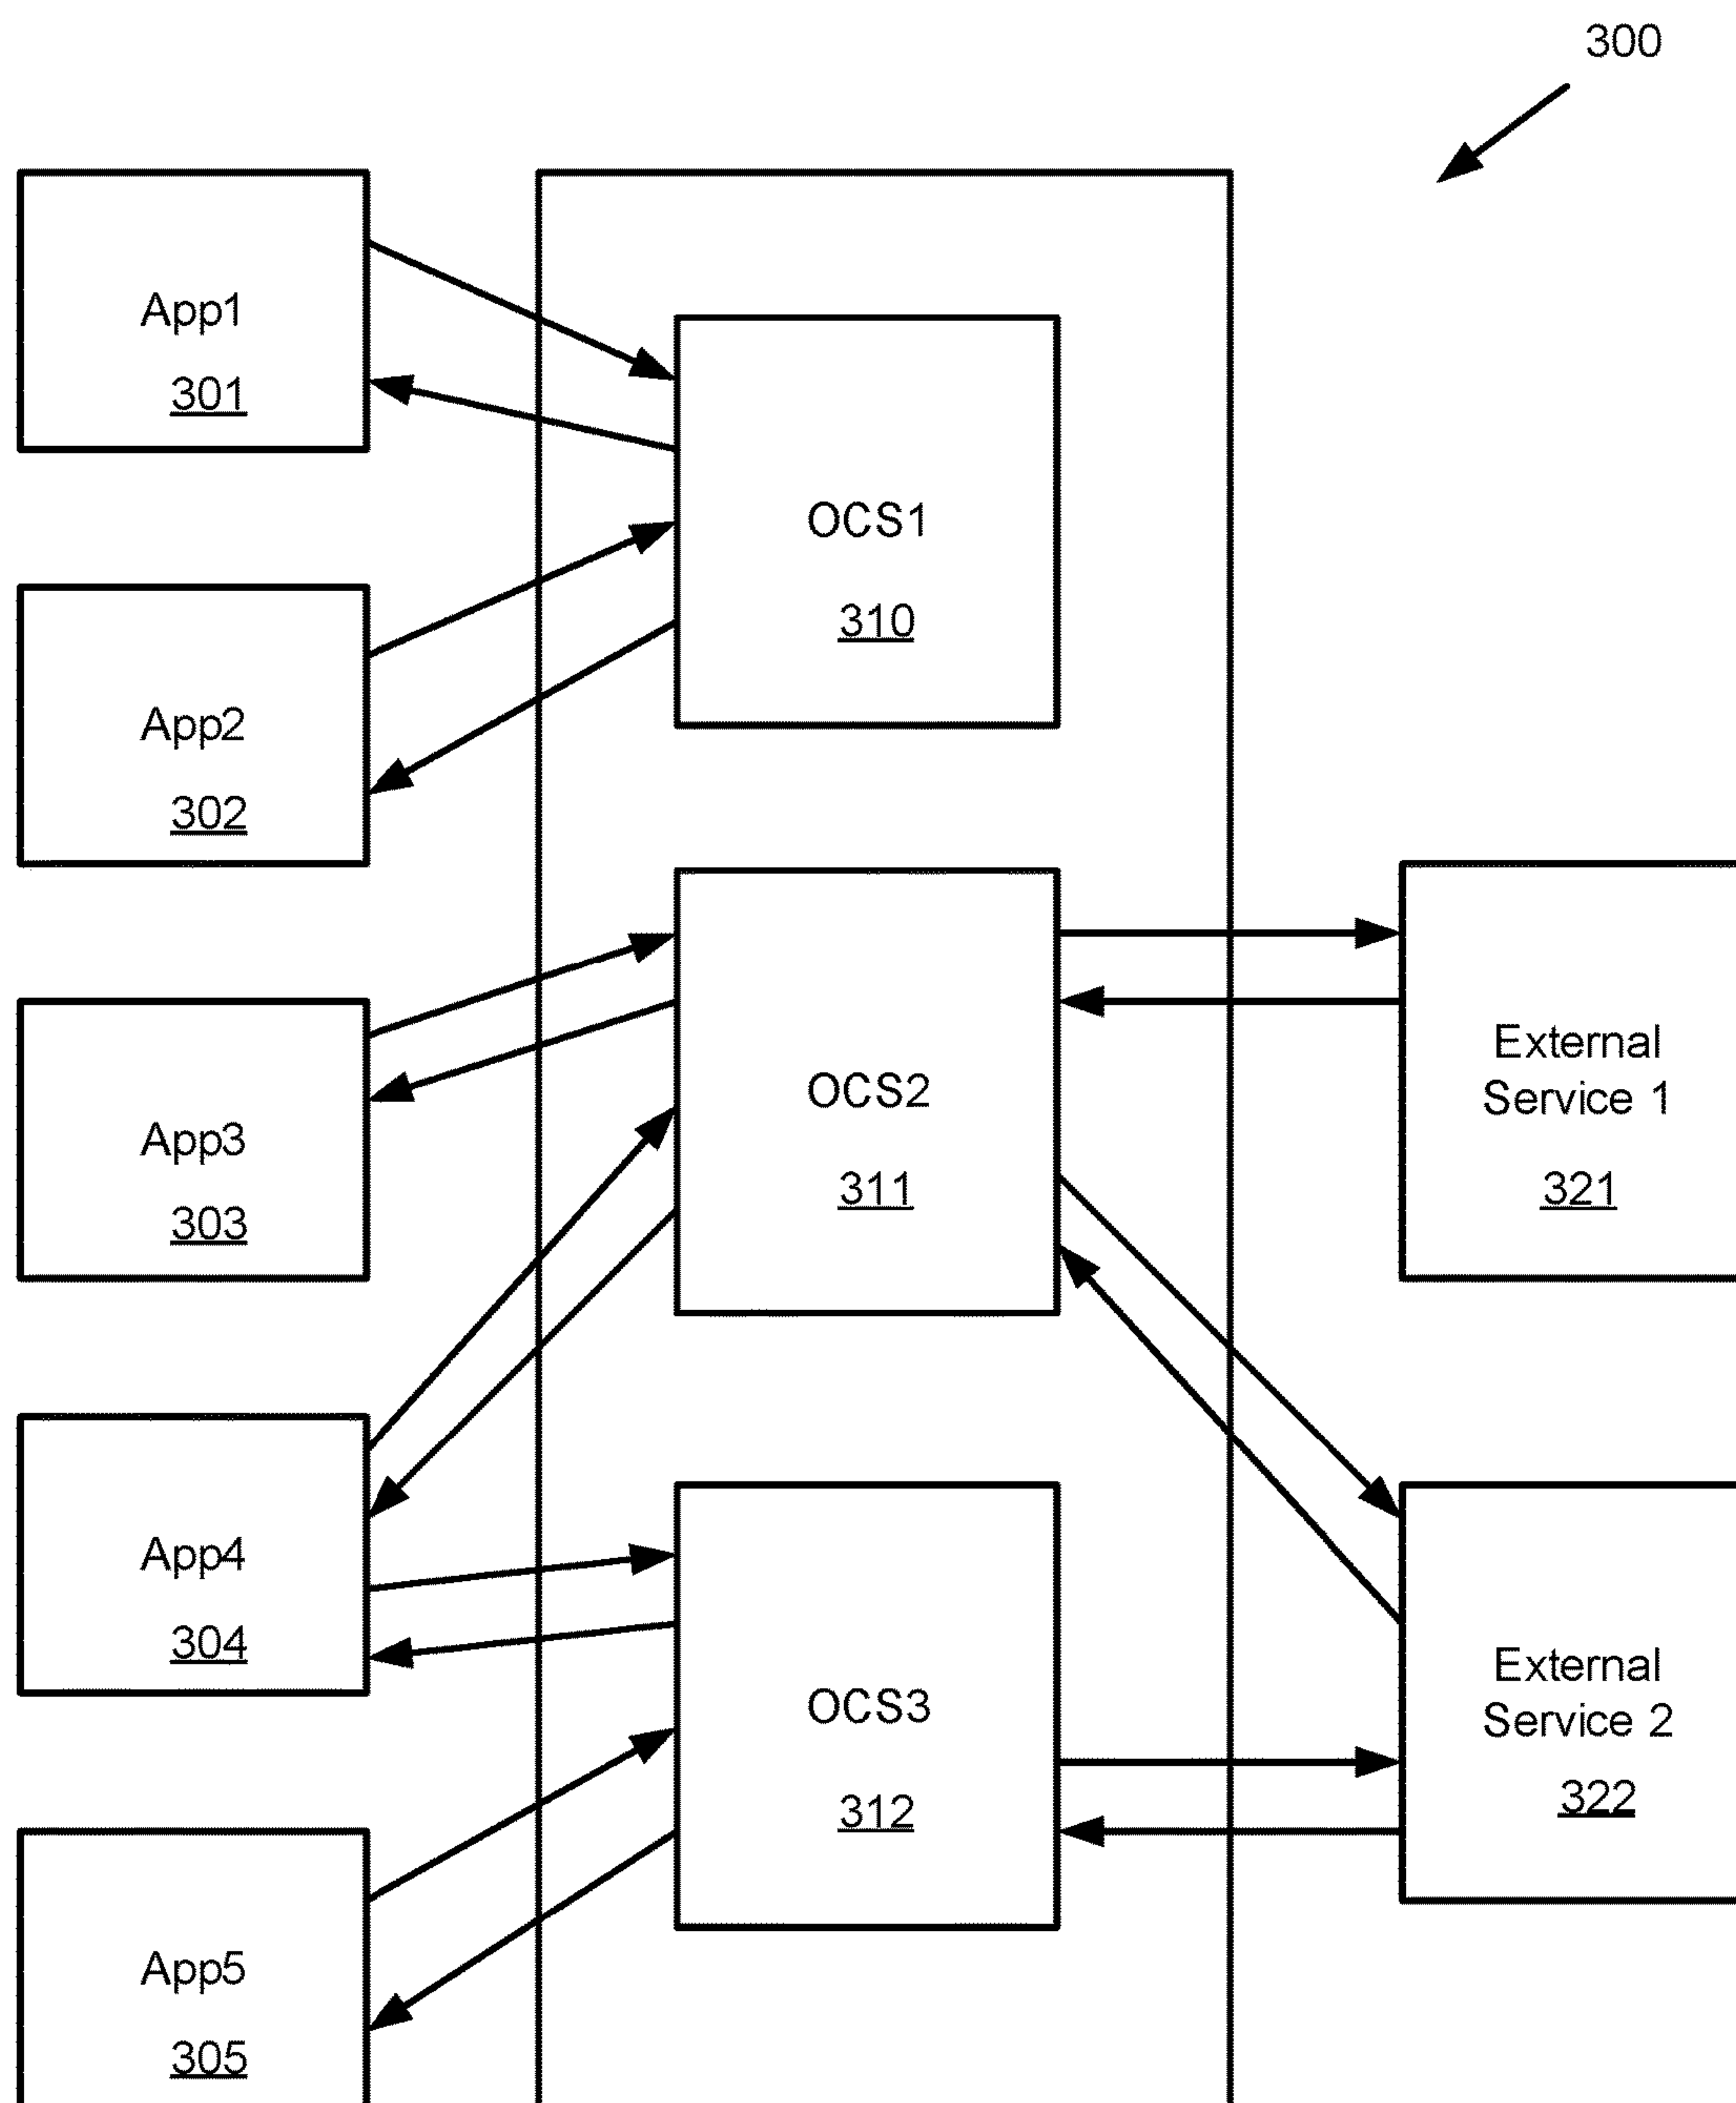 300
App1
301
OCS1
310
App2
302
App3
303
OCS2
311
External
Service 1
321
App4
304
OCS3
312
External
Service 2
322
App5
305